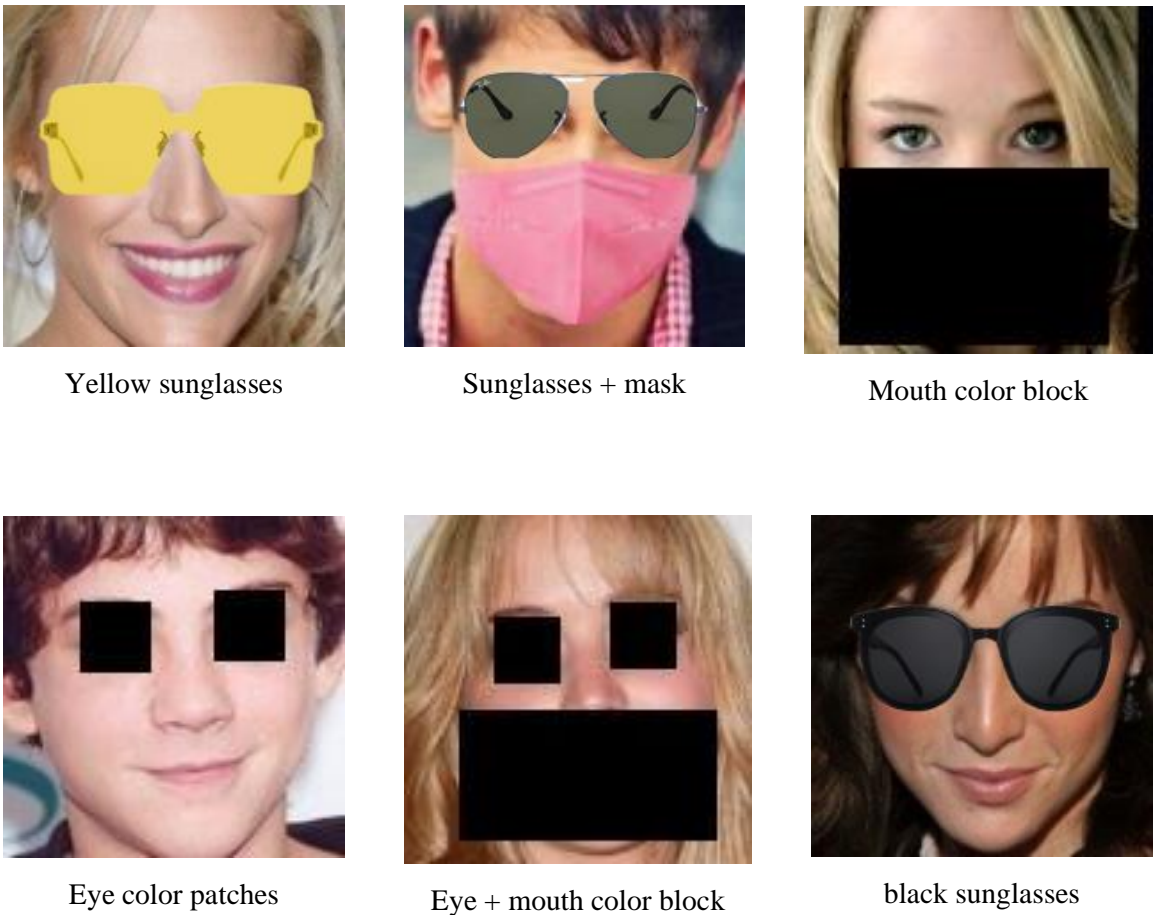 Yellow sunglasses
Sunglasses + mask
Mouth color block
Eye color patches
Eye + mouth color block
black sunglasses